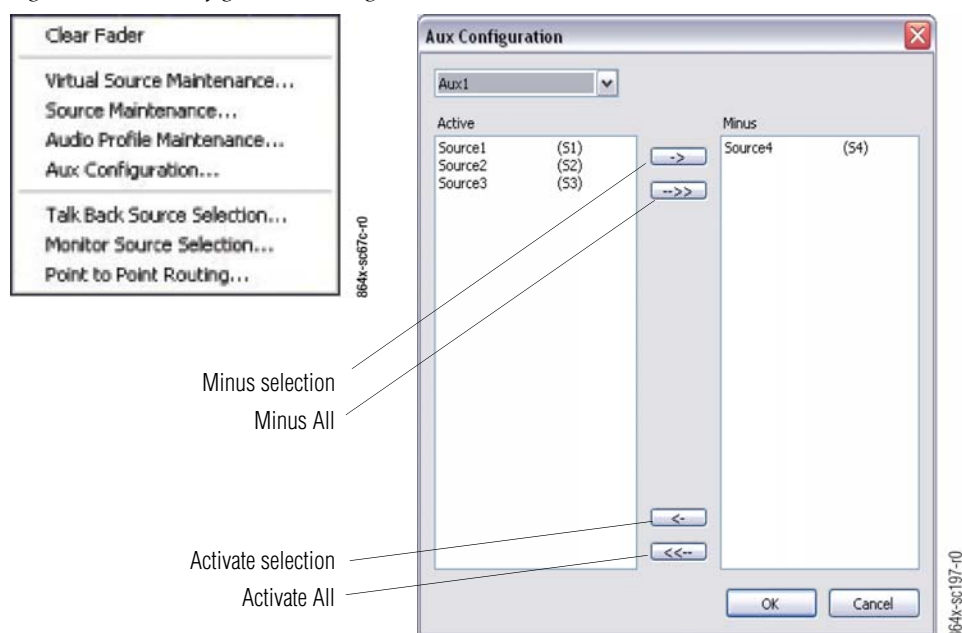 Clear Fader
Virtual Source Maintenance...
Source Maintenance...
Audio Profile Maintenance...
Aux Configuration...
Talk Back Source Selection...
Monitor Source Selection...
Point to Point Routing...
864x-sc67c-r0
Aux Configuration
Aux1
Active
Minus
Source1 (S1)
Source2 (S2)
Source3 (S3)
->
-->>
Source4 (S4)
Minus selection
Minus All
<-
<<--
Activate selection
Activate All
OK
Cancel
864x-sc197-r0